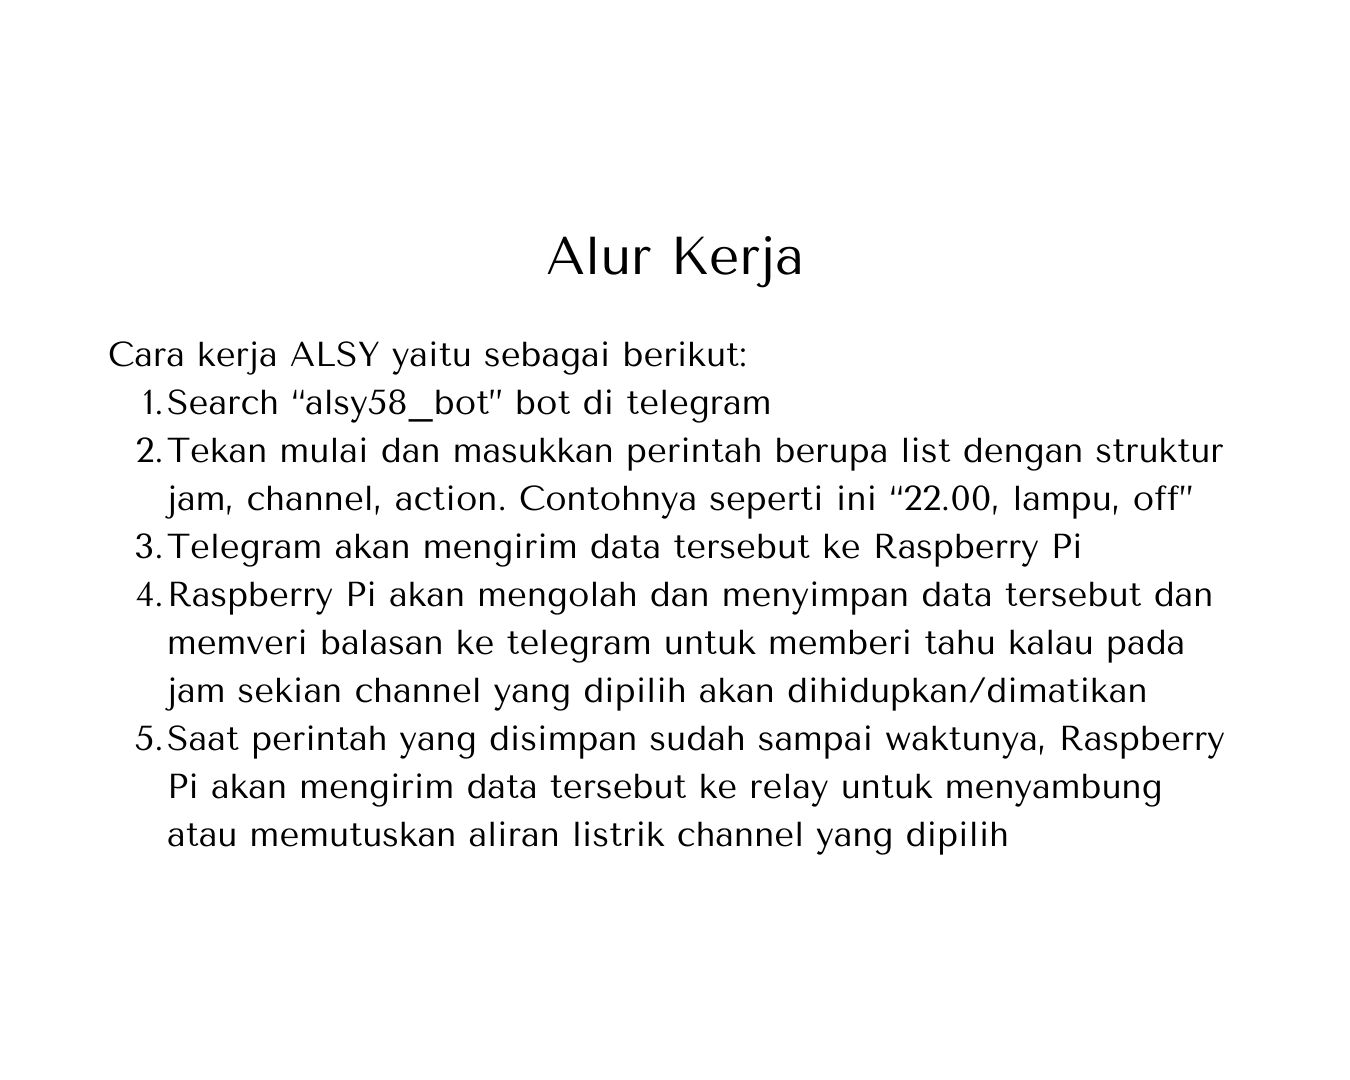 Alur Kerja
Cara kerja ALSY yaitu sebagai berikut:
1. Search “alsy58_bot” bot di telegram
2. Tekan mulai dan masukkan perintah berupa list dengan struktur
jam, channel, action. Contohnya seperti ini “22.00, lampu, off”
3. Telegram akan mengirim data tersebut ke Raspberry Pi
4. Raspberry Pi akan mengolah dan menyimpan data tersebut dan
memveri balasan ke telegram untuk memberi tahu kalau pada
jam sekian channel yang dipilih akan dihidupkan/dimatikan
5. Saat perintah yang disimpan sudah sampai waktunya, Raspberry
Pi akan mengirim data tersebut ke relay untuk menyambung
atau memutuskan aliran listrik channel yang dipilih